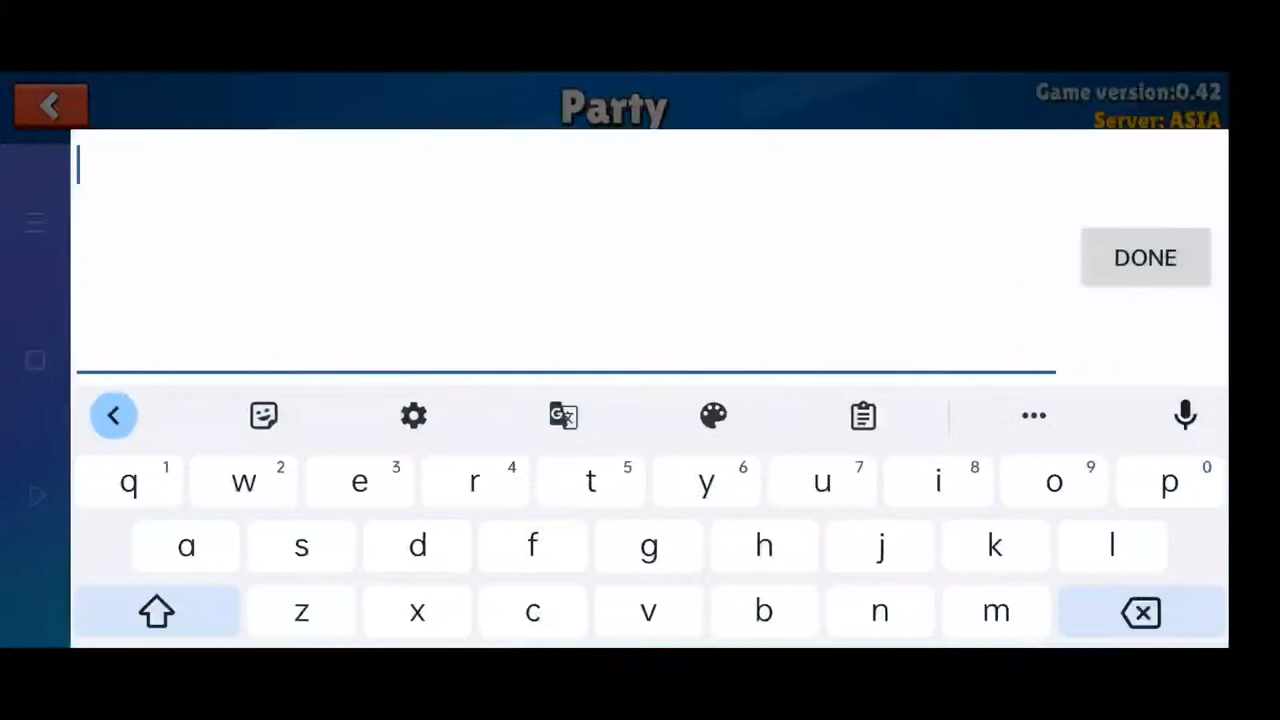 Party
Game version:0.42
Server: ASIA
DONE
q 1 w 2 e 3 r 4 t 5 y 6 u 7 i 8 o 9 p 0
a s d f g h j k l
z x c v b n m